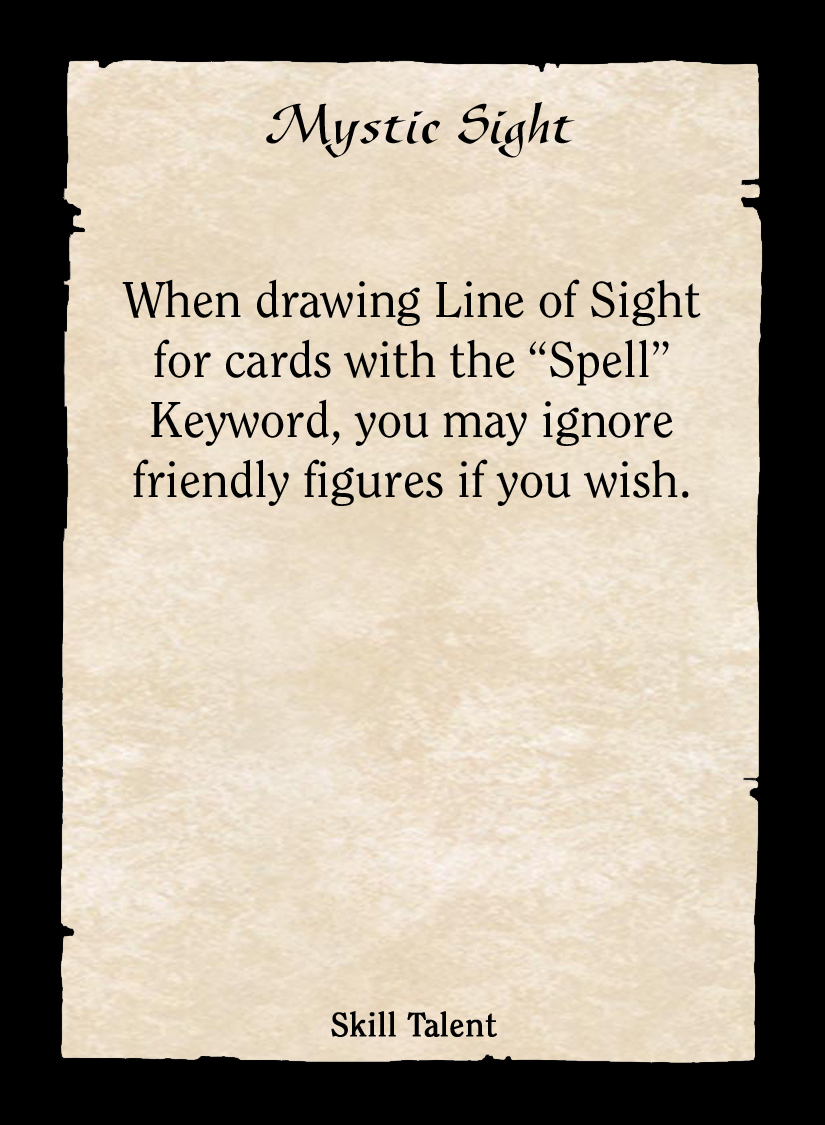 Mystic Sight
When drawing Line of Sight
for cards with the “Spell”
Keyword, you may ignore
friendly figures if you wish.
Skill Talent